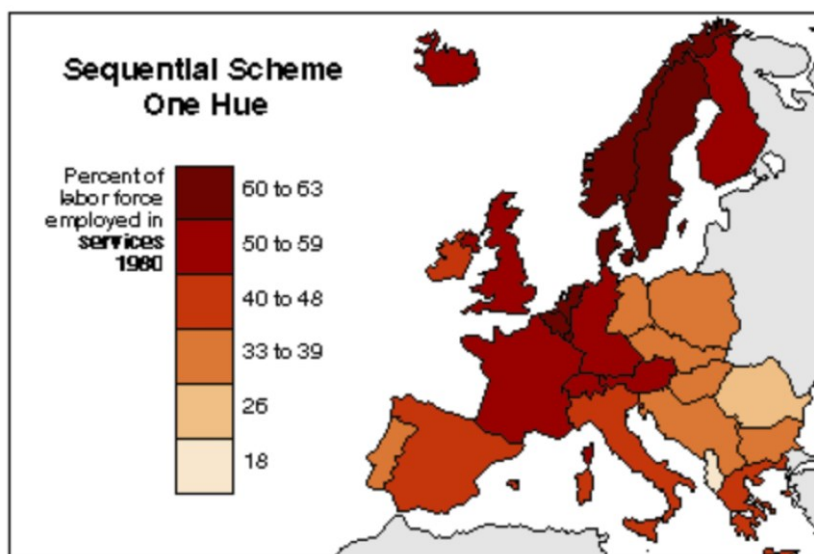 Sequential Scheme
One Hue
Percent of
labor force
employed in
services
1980
60 to 63
50 to 59
40 to 48
33 to 39
26
18